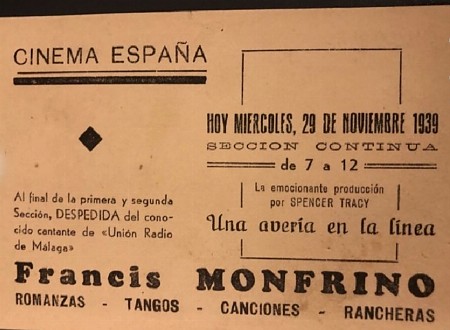 CINEMA ESPAÑA
HOY MIERCOLES, 29 DE NOVIEMBRE 1939
SECCION CONTINUA
de 7 a 12
La emocionante producción
por SPENCER TRACY
Una avería en la línea
Al final de la primera y segunda
Sección, DESPEDIDA del cono-
cido cantante de «Unión Radio
de Málaga»
Francis MONFRINO
ROMANZAS - TANGOS - CANCIONES - RANCHERAS